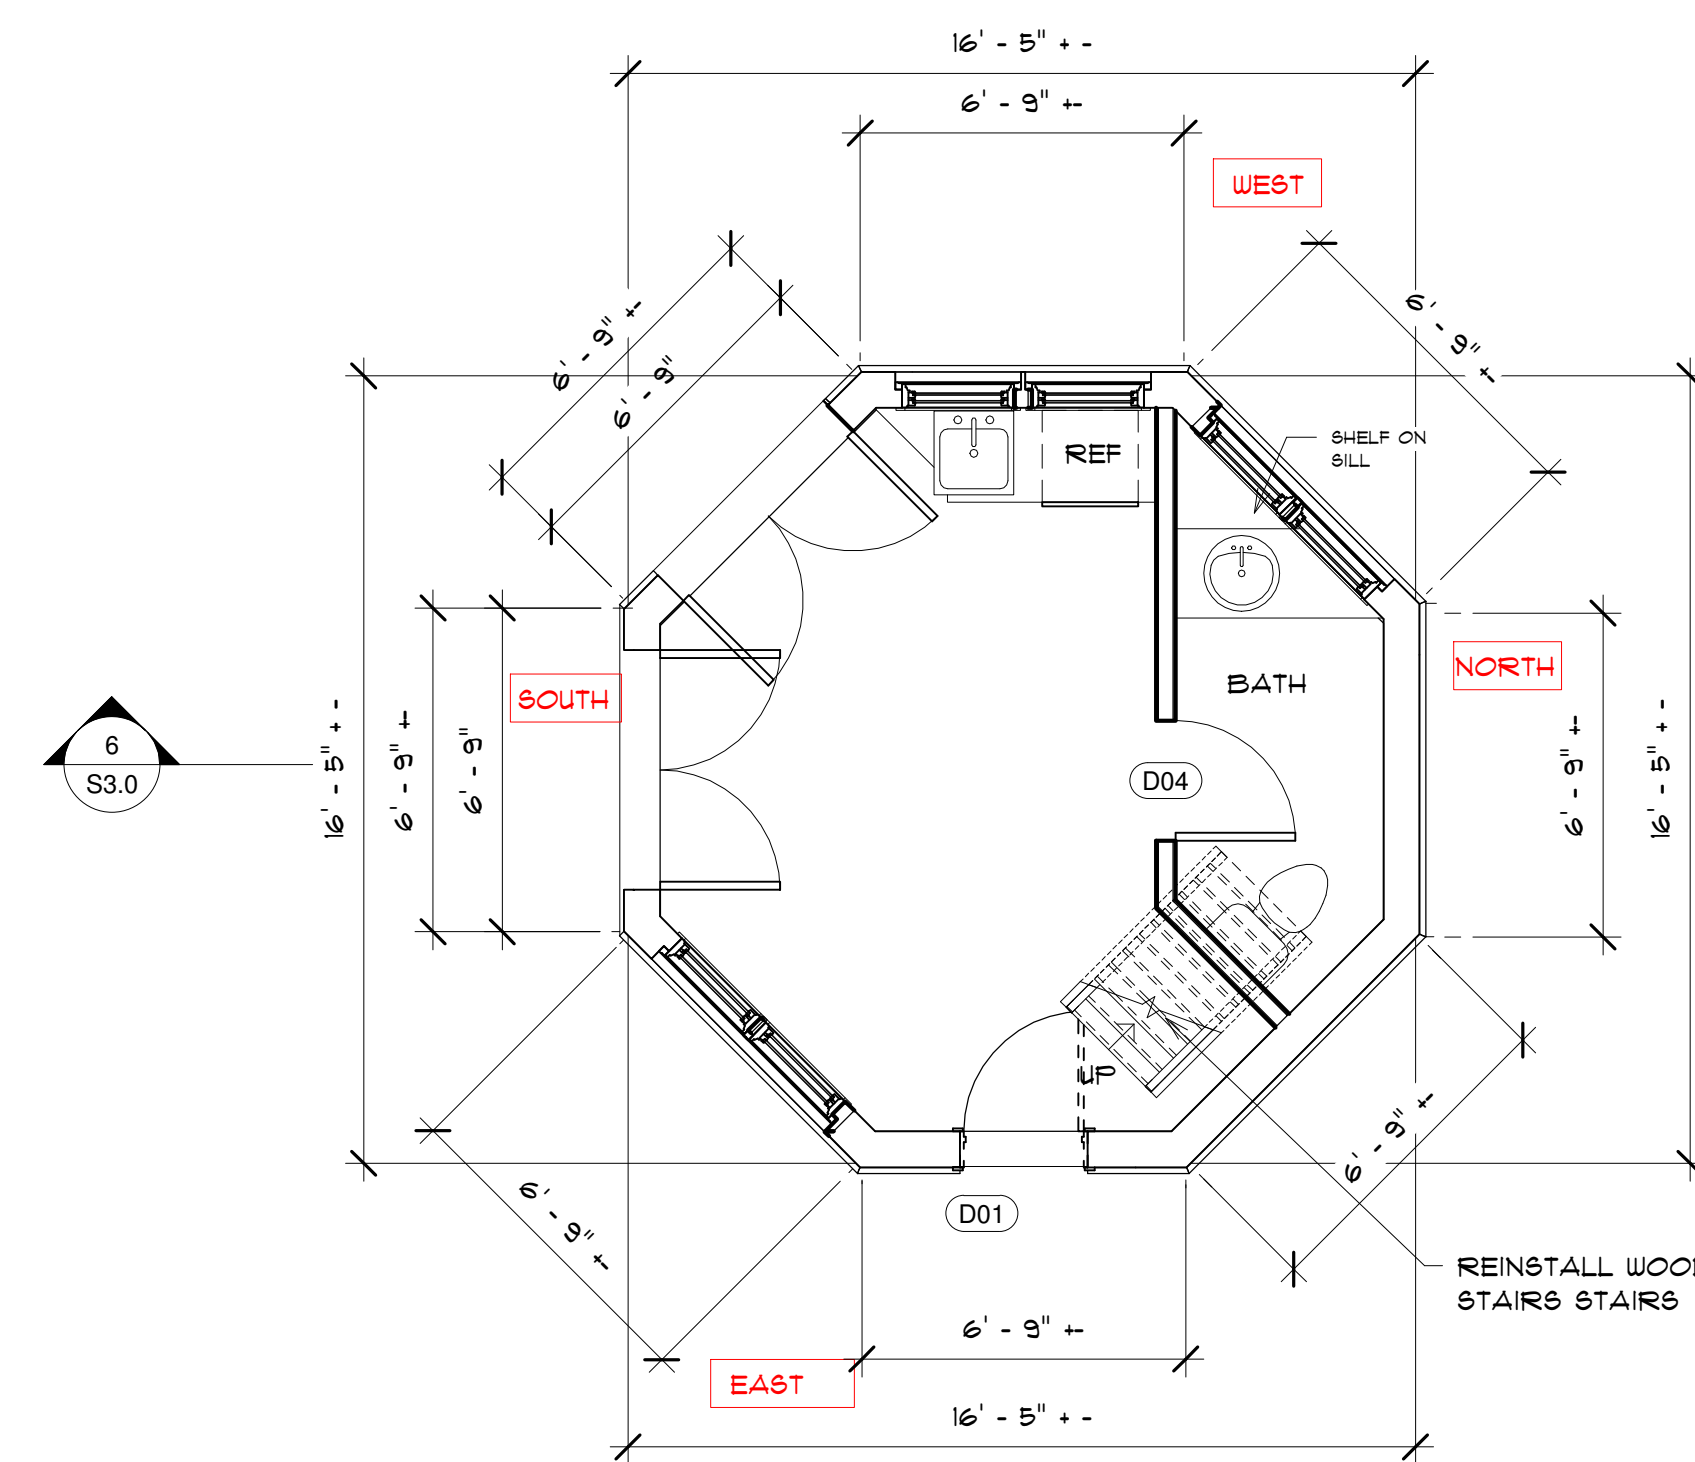 16' - 5" + -
6' - 9" +-
WEST
6' - 9" +-
6' - 9"
6' - 9" +-
REF
SHELF ON
SILL
SOUTH
NORTH
BATH
6
S3.0
16' - 5" + -
6' - 9" +-
6' - 9"
D04
6' - 9" +-
16' - 5" + -
UP
6' - 9" +-
6' - 9" +-
D01
REINSTALL WOO
STAIRS STAIRS
6' - 9" +-
EAST
16' - 5" + -